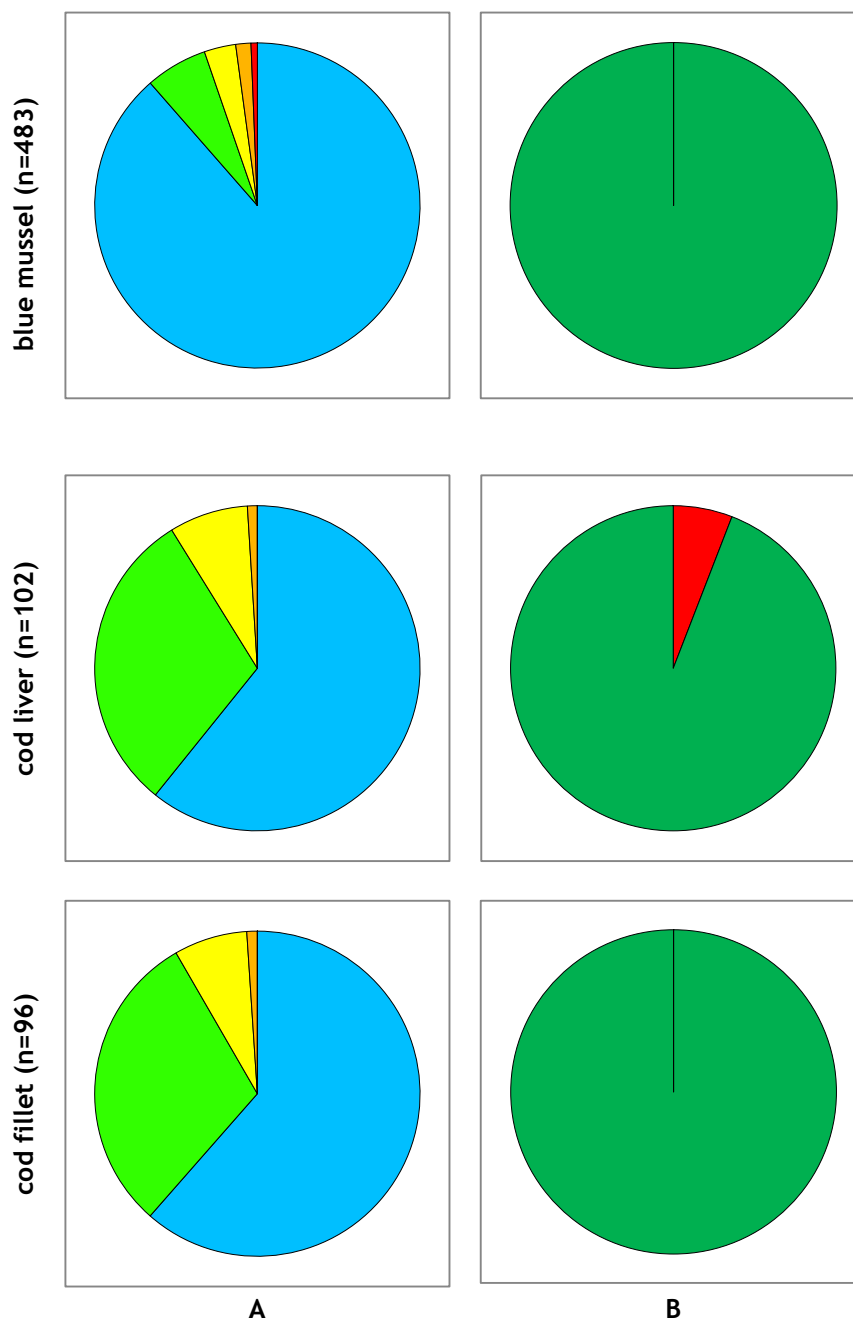 blue mussel (n=483)
cod liver (n=102)
cod fillet (n=96)
A
B